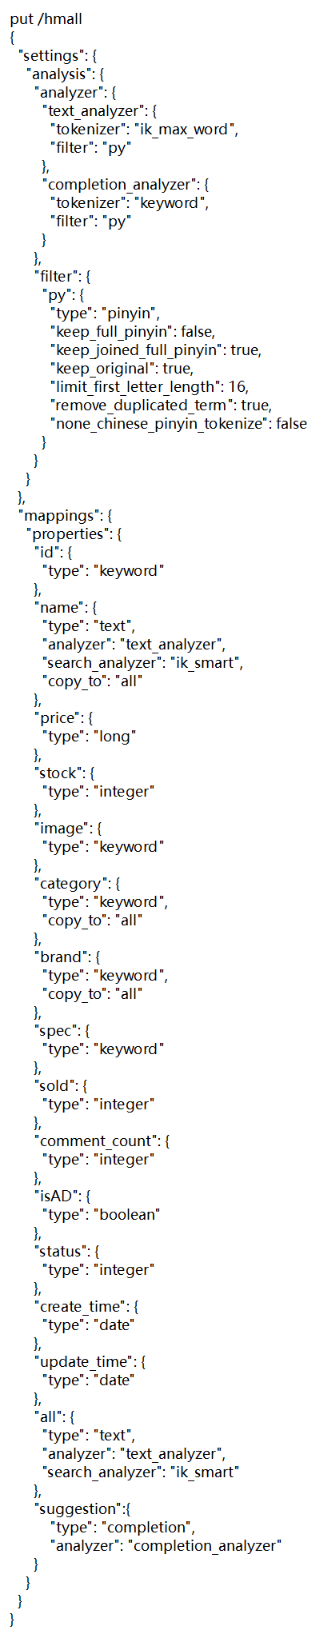 put /hmall
{
  "settings": {
    "analysis": {
      "analyzer": {
        "text_analyzer": {
          "tokenizer": "ik_max_word",
          "filter": "py"
        },
        "completion_analyzer": {
          "tokenizer": "keyword",
          "filter": "py"
        }
      },
      "filter": {
        "py": {
          "type": "pinyin",
          "keep_full_pinyin": false,
          "keep_joined_full_pinyin": true,
          "keep_original": true,
          "limit_first_letter_length": 16,
          "remove_duplicated_term": true,
          "none_chinese_pinyin_tokenize": false
        }
      }
    }
  },
  "mappings": {
    "properties": {
      "id": {
        "type": "keyword"
      },
      "name": {
        "type": "text",
        "analyzer": "text_analyzer",
        "search_analyzer": "ik_smart",
        "copy_to": "all"
      },
      "price": {
        "type": "long"
      },
      "stock": {
        "type": "integer"
      },
      "image": {
        "type": "keyword"
      },
      "category": {
        "type": "keyword",
        "copy_to": "all"
      },
      "brand": {
        "type": "keyword",
        "copy_to": "all"
      },
      "spec": {
        "type": "keyword"
      },
      "sold": {
        "type": "integer"
      },
      "comment_count": {
        "type": "integer"
      },
      "isAD": {
        "type": "boolean"
      },
      "status": {
        "type": "integer"
      },
      "create_time": {
        "type": "date"
      },
      "update_time": {
        "type": "date"
      },
      "all": {
        "type": "text",
        "analyzer": "text_analyzer",
        "search_analyzer": "ik_smart"
      },
      "suggestion":{
          "type": "completion",
          "analyzer": "completion_analyzer"
      }
    }
  }
}